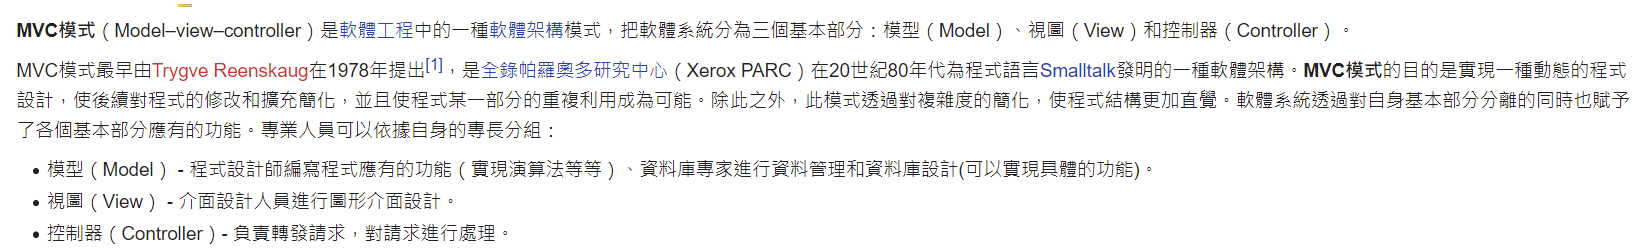 MVC模式（Model–view–controller）是軟體工程中的一種軟體架構模式，把軟體系統分為三個基本部分：模型（Model）、視圖（View）和控制器（Controller）。
MVC模式最早由Trygve Reenskaug在1978年提出[1]，是全錄帕羅奧多研究中心（Xerox PARC）在20世紀80年代為程式語言Smalltalk發明的一種軟體架構。MVC模式的目的是實現一種動態的程式
設計，使後續對程式的修改和擴充簡化，並且使程式某一部分的重複利用成為可能。除此之外，此模式透過對複雜度的簡化，使程式結構更加直覺。軟體系統透過對自身基本部分分離的同時也賦予
了各個基本部分應有的功能。專業人員可以依據自身的專長分組：
• 模型（Model） - 程式設計師編寫程式應有的功能（實現演算法等等）、資料庫專家進行資料管理和資料庫設計(可以實現具體的功能)。
• 視圖（View） - 介面設計人員進行圖形介面設計。
• 控制器（Controller）- 負責轉發請求，對請求進行處理。